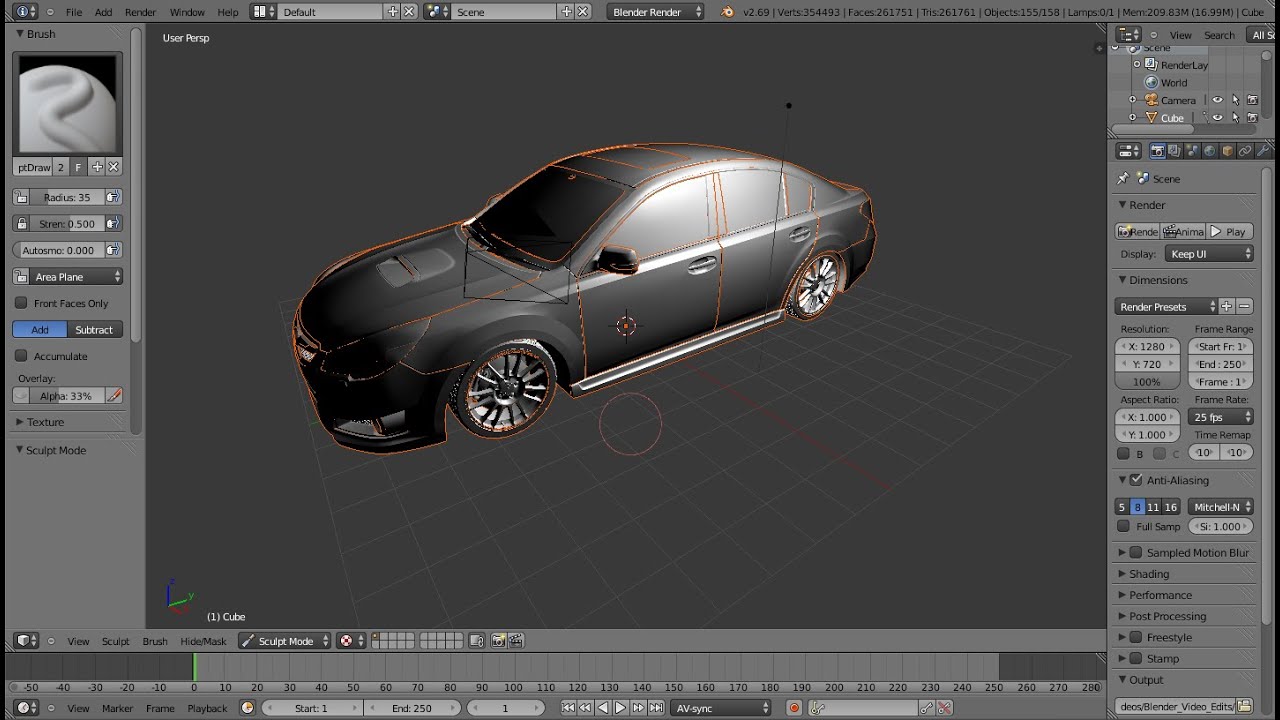 File Add Render Window Help Default Scene Blender Render v2.69 | Verts:354493 | Faces:261751 | Tris:261761 | Objects:155/158 | Lamps:0/1 | Mem:209.83M (16.99M) | Cube
Brush
User Persp
View Search All S
Scene
RenderLay
World
Camera
Cube
ptDraw 2 F
Radius: 35
Stren: 0.500
Autosmo: 0.000
Area Plane
Front Faces Only
Add Subtract
Accumulate
Overlay:
Alpha: 33%
Texture
Sculpt Mode
Scene
Render
Rende Anima Play
Display: Keep UI
Dimensions
Render Presets
Resolution: Frame Range
X: 1280 Start Fr: 1
Y: 720 End : 250
100% Frame : 1
Aspect Ratio: Frame Rate:
X: 1.000 25 fps
Y: 1.000 Time Remap
B C 10 10
Anti-Aliasing
5 8 11 16 Mitchell-N
Full Samp Si: 1.000
Sampled Motion Blur
Shading
Performance
Post Processing
Freestyle
Stamp
Output
deos/Blender_Video_Edits/
z
y
(1) Cube
View Sculpt Brush Hide/Mask Sculpt Mode
-50 -40 -30 -20 -10 0 10 20 30 40 50 60 70 80 90 100 110 120 130 140 150 160 170 180 190 200 210 220 230 240 250 260 270 280
View Marker Frame Playback Start: 1 End: 250 1 AV-sync